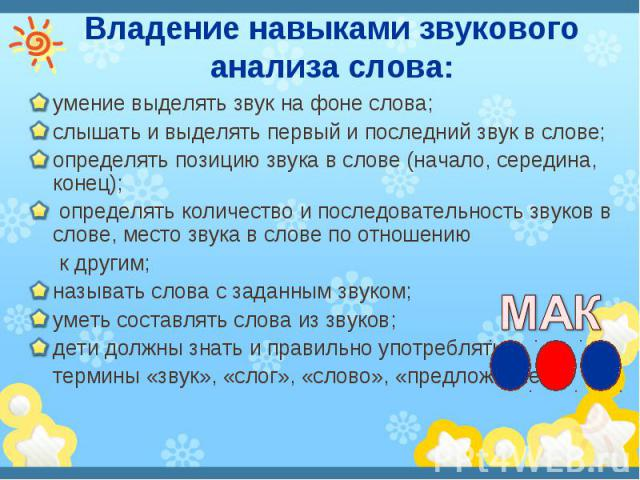 Владение навыками звукового
анализа слова:
умение выделять звук на фоне слова;
слышать и выделять первый и последний звук в слове;
определять позицию звука в слове (начало, середина,
конец);
определять количество и последовательность звуков в
слове, место звука в слове по отношению
к другим;
называть слова с заданным звуком;
уметь составлять слова из звуков;
МАК
дети должны знать и правильно употреблять
термины «звук», «слог», «слово»,
PPt4WEB.ru